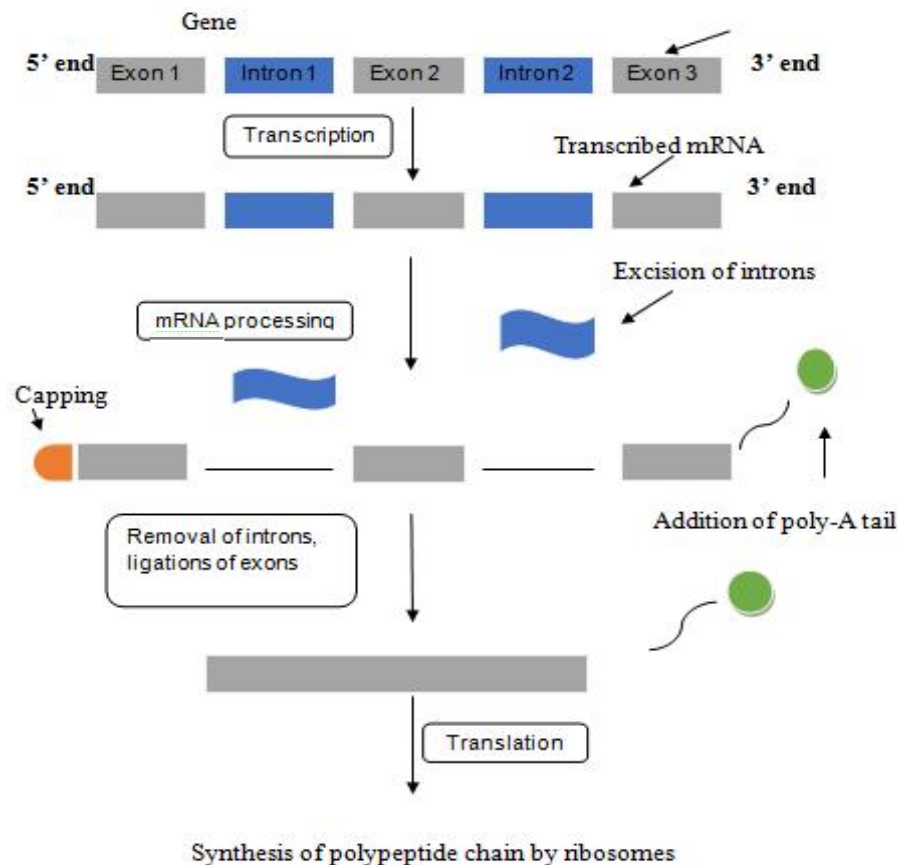 Gene
5’ end Exon 1 Intron 1 Exon 2 Intron 2 Exon 3 3’ end
Transcription
Transcribed mRNA
5’ end 3’ end
Excision of introns
mRNA processing
Capping
Addition of poly-A tail
Removal of introns,
ligations of exons
Translation
Synthesis of polypeptide chain by ribosomes